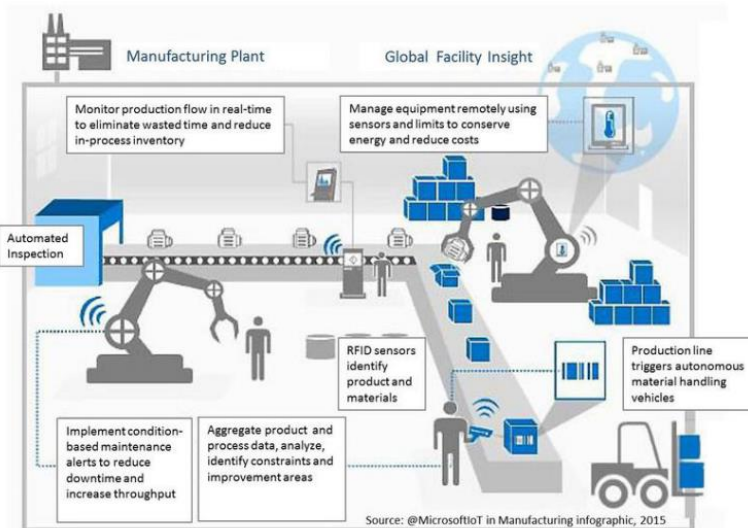 Manufacturing Plant
Global Facility Insight
Monitor production flow in real-time
to eliminate wasted time and reduce
in-process inventory
Manage equipment remotely using
sensors and limits to conserve
energy and reduce costs
Automated
Inspection
RFID sensors
identify
product and
materials
Production line
triggers autonomous
material handling
vehicles
Implement condition-
based maintenance
alerts to reduce
downtime and
increase throughput
Aggregate product and
process data, analyze,
identify constraints and
improvement areas
Source: @MicrosoftIoT in Manufacturing infographic, 2015